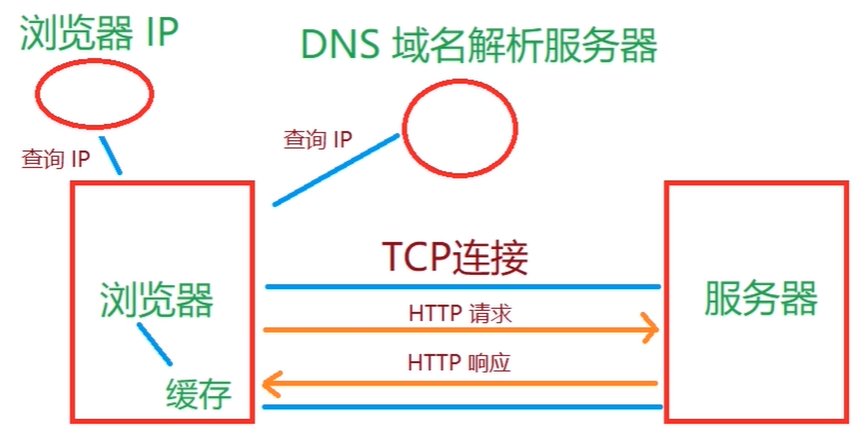 浏览器 IP
DNS 域名解析服务器
查询 IP
查询 IP
TCP连接
浏览器
服务器
HTTP 请求
HTTP 响应
缓存